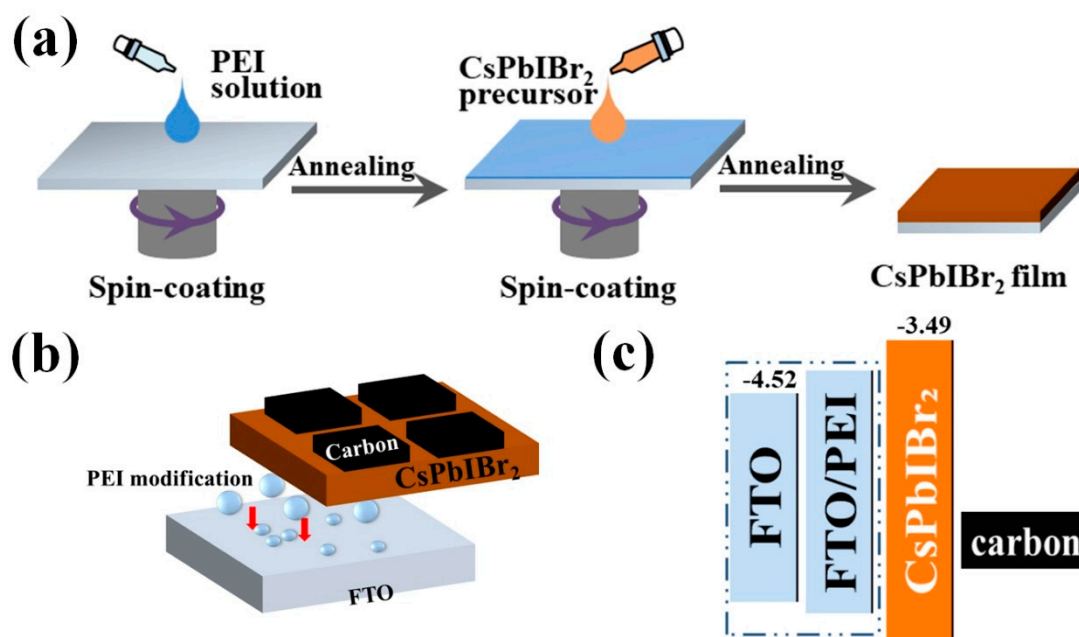 (a)
PEI
solution
CsPbIBr₂
precursor
Annealing
Annealing
Spin-coating
Spin-coating
CsPbIBr₂ film
(b)
PEI modification
Carbon
CsPbIBr₂
FTO
(c)
-3.49
-4.52
FTO
FTO/PEI
CsPbIBr₂
carbon